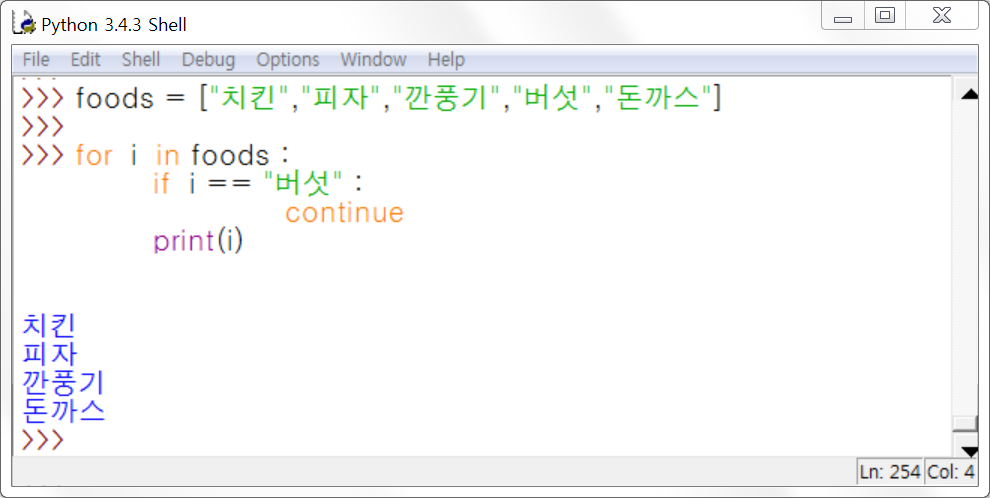 Python 3.4.3 Shell
File Edit Shell Debug Options Window Help
>>> foods = ["치킨","피자","깐풍기","버섯","돈까스"]
>>>
>>> for i in foods :
if i == "버섯" :
continue
print(i)
치킨
피자
깐풍기
돈까스
>>>
Ln: 254 Col: 4